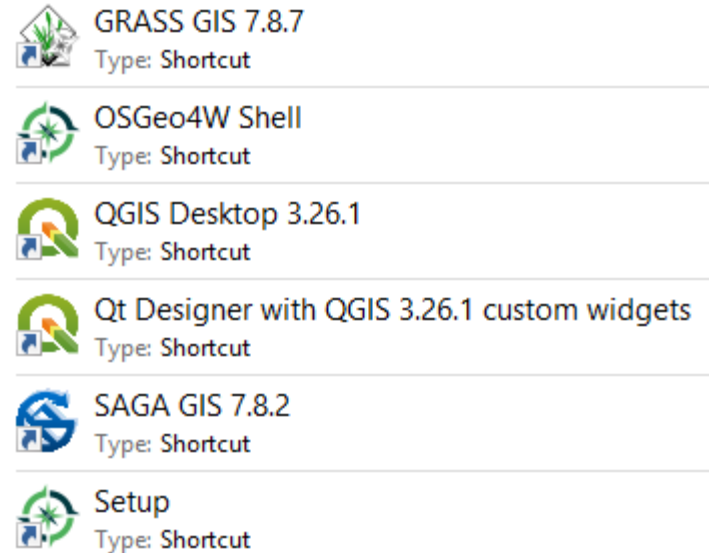 GRASS GIS 7.8.7
Type: Shortcut
OSGeo4W Shell
Type: Shortcut
QGIS Desktop 3.26.1
Type: Shortcut
Qt Designer with QGIS 3.26.1 custom widgets
Type: Shortcut
SAGA GIS 7.8.2
Type: Shortcut
Setup
Type: Shortcut